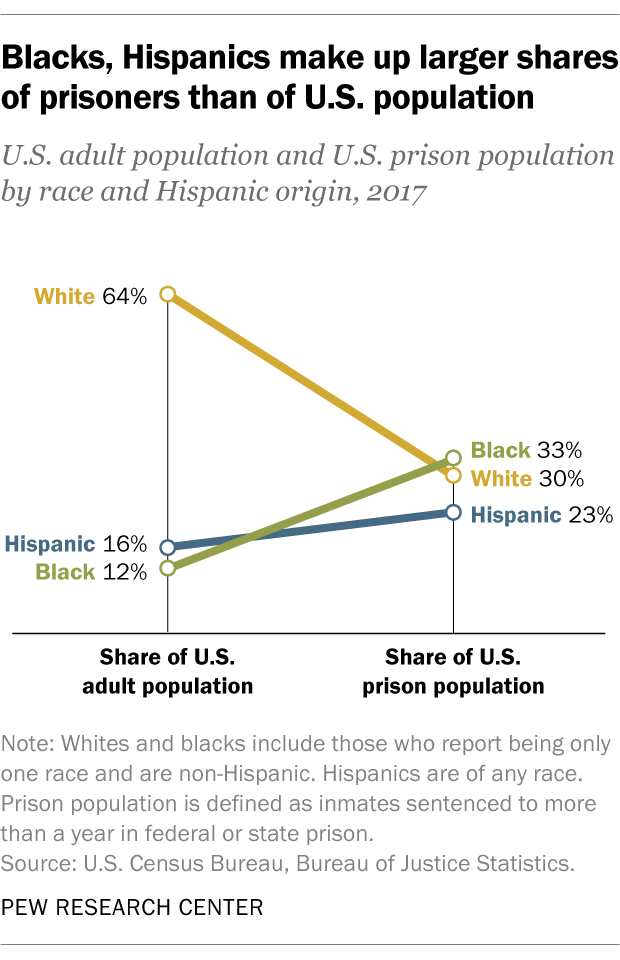 Blacks, Hispanics make up larger shares
of prisoners than of U.S. population
U.S. adult population and U.S. prison population
by race and Hispanic origin, 2017
White 64%
Black 33%
White 30%
Hispanic 23%
Hispanic 16%
Black 12%
Share of U.S.
adult population
Share of U.S.
prison population
Note: Whites and blacks include those who report being only
one race and are non-Hispanic. Hispanics are of any race.
Prison population is defined as inmates sentenced to more
than a year in federal or state prison.
Source: U.S. Census Bureau, Bureau of Justice Statistics.
PEW RESEARCH CENTER